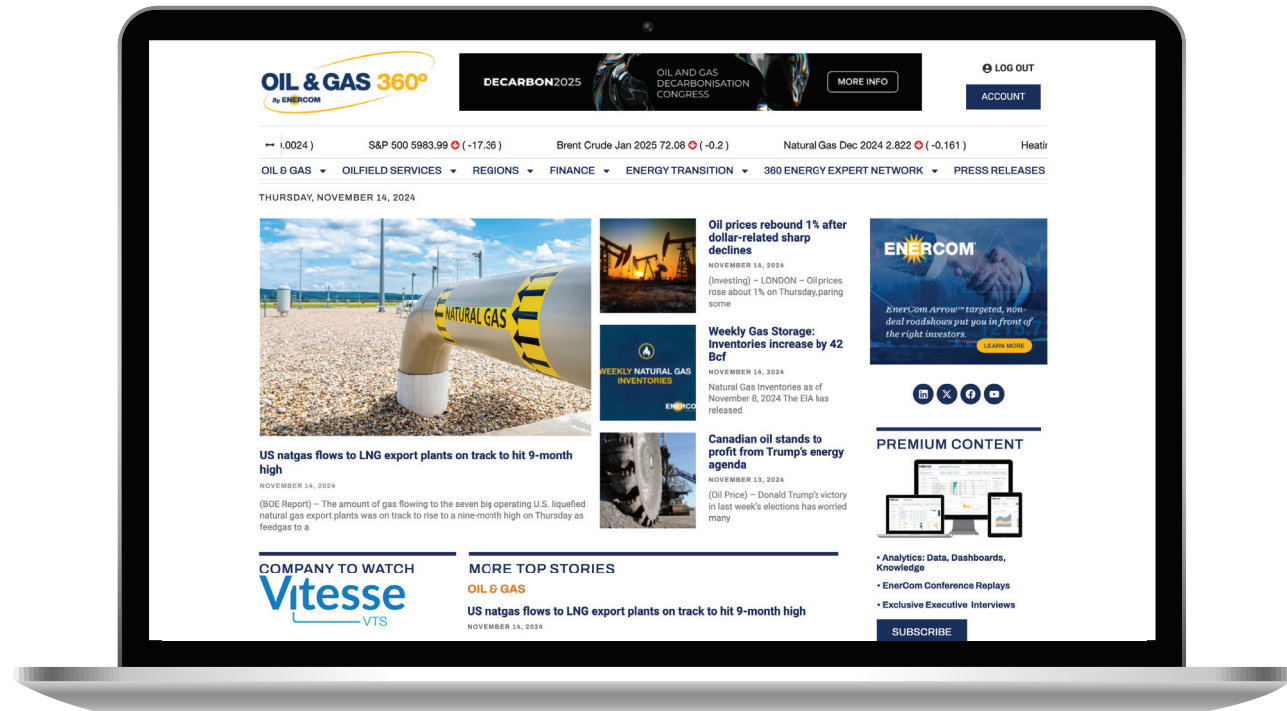 OIL & GAS 360º
By ENERCOM
DECARBON2025
OIL AND GAS
DECARBONISATION
CONGRESS
MORE INFO
LOG OUT
ACCOUNT
.0024 )
S&P 500 5983.99 ( -17.36 )
Brent Crude Jan 2025 72.08 ( -0.2 )
Natural Gas Dec 2024 2.822 ( -0.161 )
OIL & GAS
OILFIELD SERVICES
REGIONS
FINANCE
ENERGY TRANSITION
360 ENERGY EXPERT NETWORK
PRESS RELEASES
THURSDAY, NOVEMBER 14, 2024
NATURAL GAS
US natgas flows to LNG export plants on track to hit 9-month
high
NOVEMBER 14, 2024
(BOE Report) – The amount of gas flowing to the seven big operating U.S. liquefied
natural gas export plants was on track to rise to a nine-month high on Thursday as
feedgas to a
Oil prices rebound 1% after
dollar-related sharp
declines
NOVEMBER 14, 2024
(Investing) – LONDON – Oil prices
rose about 1% on Thursday, paring
some
WEEKLY NATURAL GAS
INVENTORIES
ENERCO
Weekly Gas Storage:
Inventories increase by 42
Bcf
NOVEMBER 14, 2024
Natural Gas Inventories as of
November 8, 2024 The EIA has
released
Canadian oil stands to
profit from Trump's energy
agenda
NOVEMBER 13, 2024
(Oil Price) – Donald Trump's victory
in last week's elections has worried
many
ENERCOM
EnerCom Arrow™ targeted, non-
deal roadshows put you in front of
the right investors.
LEARN MORE
PREMIUM CONTENT
• Analytics: Data, Dashboards,
Knowledge
• EnerCom Conference Replays
• Exclusive Executive Interviews
SUBSCRIBE
COMPANY TO WATCH
Vitesse
VTS
MORE TOP STORIES
OIL & GAS
US natgas flows to LNG export plants on track to hit 9-month high
NOVEMBER 14, 2024